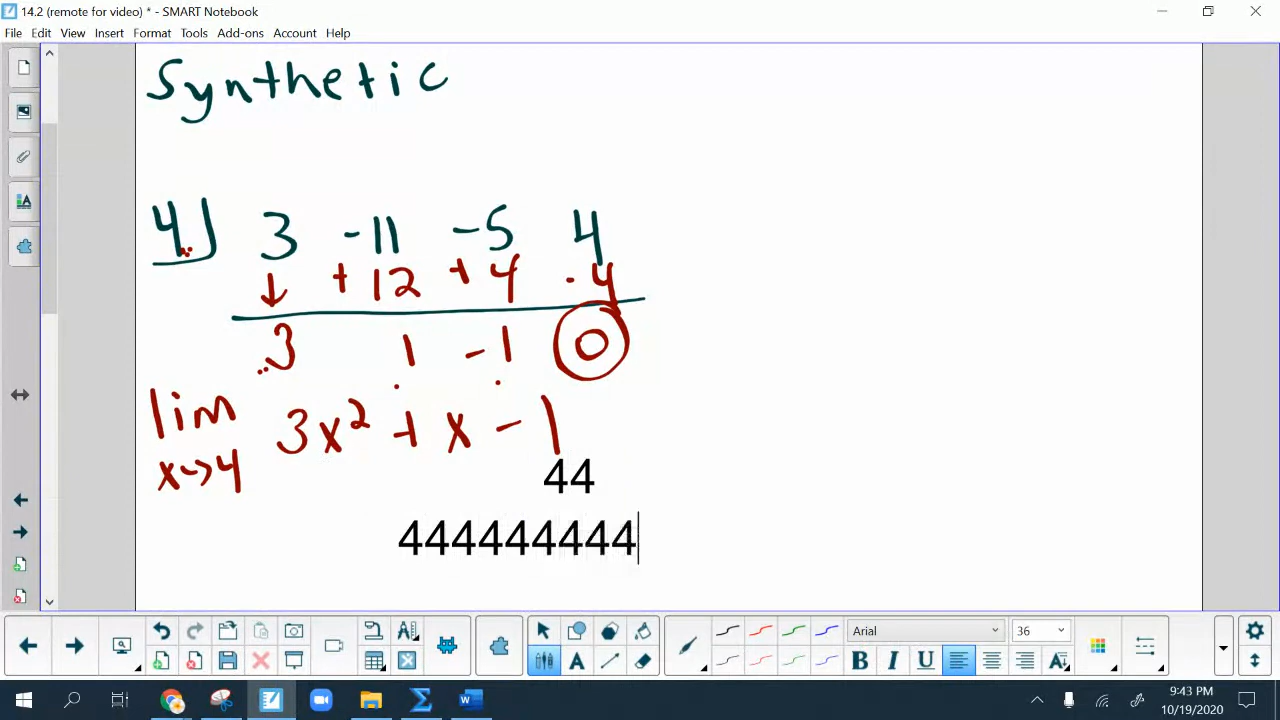 14.2 (remote for video) * - SMART Notebook
File Edit View Insert Format Tools Add-ons Account Help
Synthetic
4 3 -11 -5 4
↓ +12 +4 -4
3 1 -1 0
lim 3x² + x - 1
x→4
44
444444444
Arial 36
B I U A
9:43 PM
10/19/2020